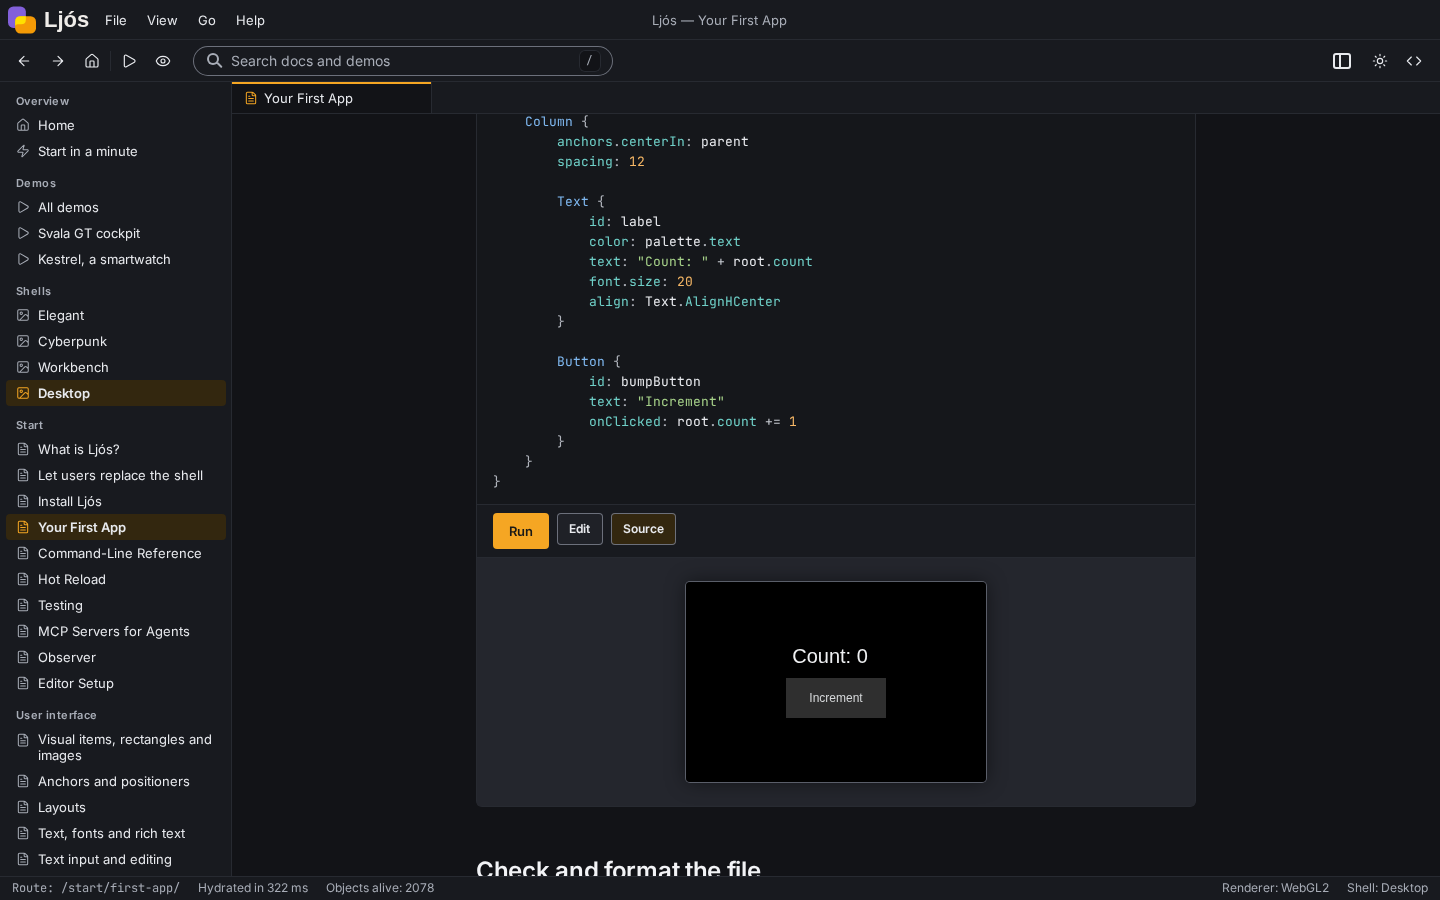 Ljós File View Go Help Ljós — Your First App
Search docs and demos /
Overview
Home
Start in a minute
Demos
All demos
Svala GT cockpit
Kestrel, a smartwatch
Shells
Elegant
Cyberpunk
Workbench
Desktop
Start
What is Ljós?
Let users replace the shell
Install Ljós
Your First App
Command-Line Reference
Hot Reload
Testing
MCP Servers for Agents
Observer
Editor Setup
User interface
Visual items, rectangles and
images
Anchors and positioners
Layouts
Text, fonts and rich text
Text input and editing
Your First App
Column {
anchors.centerIn: parent
spacing: 12
Text {
id: label
color: palette.text
text: "Count: " + root.count
font.size: 20
align: Text.AlignHCenter
}
Button {
id: bumpButton
text: "Increment"
onClicked: root.count += 1
}
}
}
Run Edit Source
Count: 0
Increment
Check and format the file
Route: /start/first-app/ Hydrated in 322 ms Objects alive: 2078 Renderer: WebGL2 Shell: Desktop